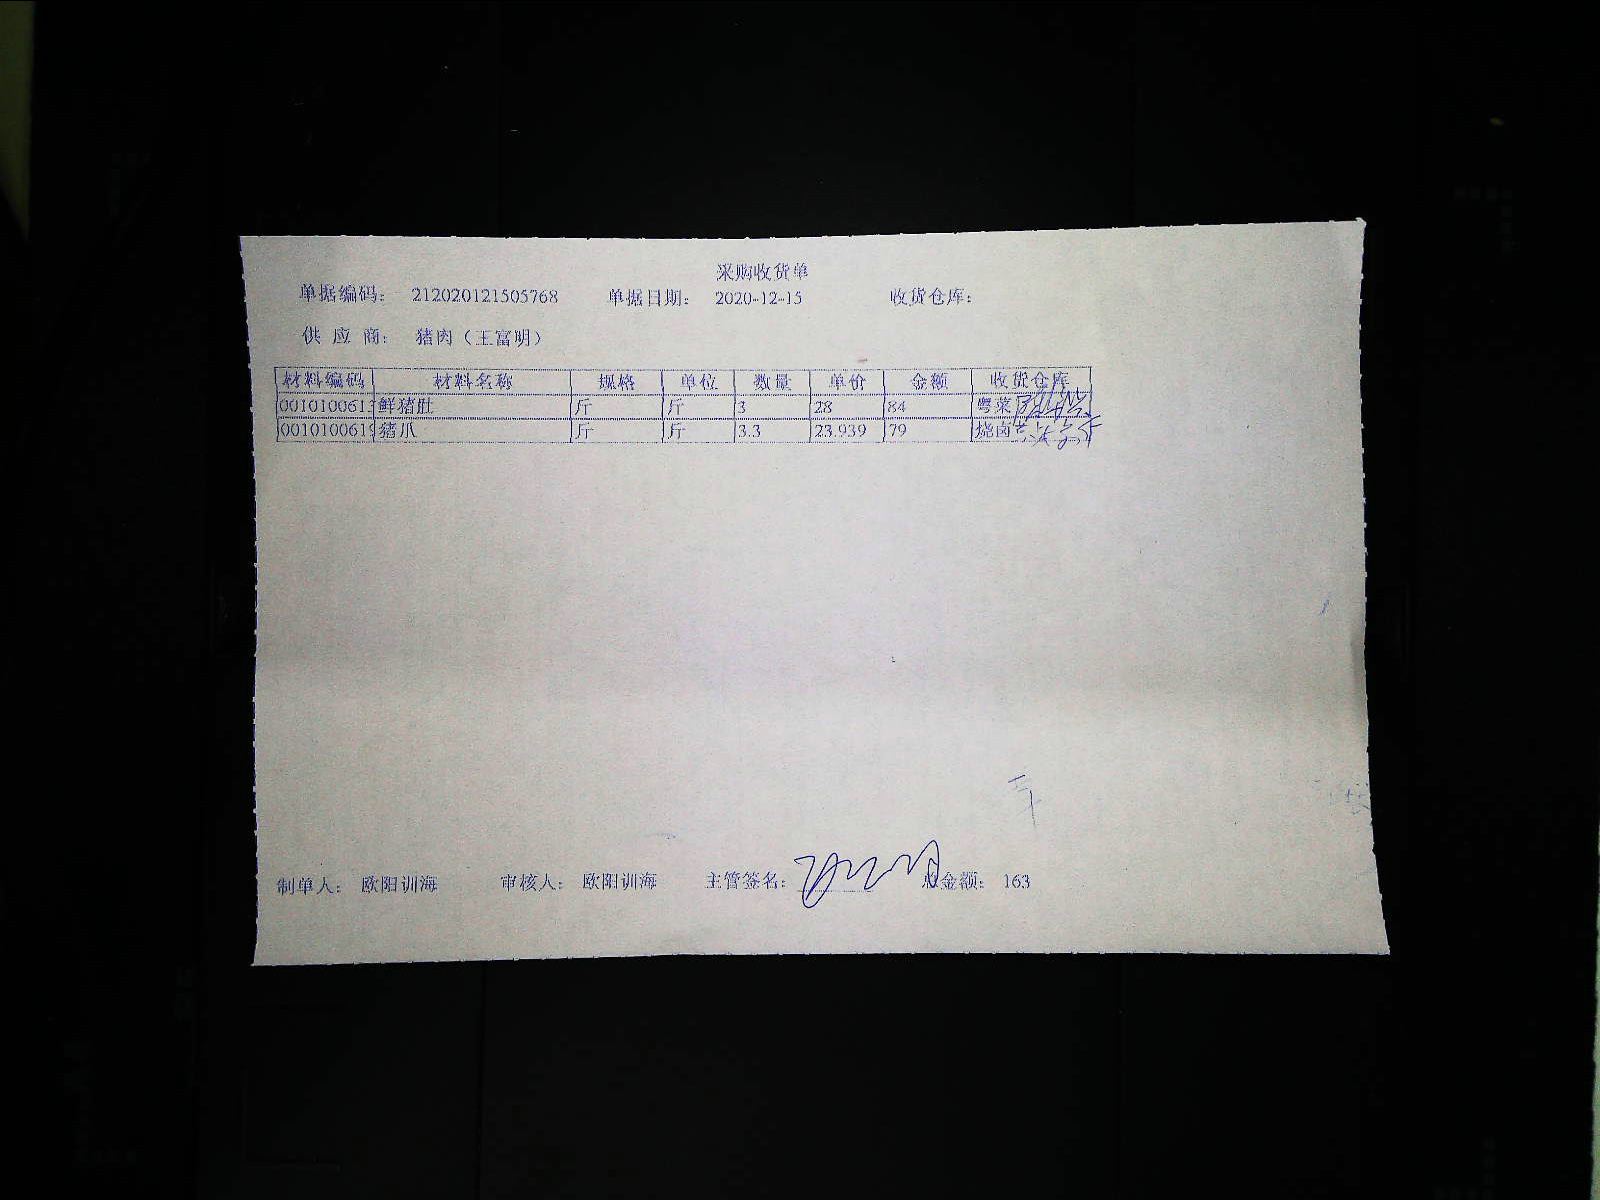 采购收货单
单据编码： 212020121505768 单据日期： 2020-12-15 收货仓库：
供 应 商： 猪肉（王富明）
材料编码 材料名称 规格 单位 数量 单价 金额 收货仓库
001010061 鲜猪肚 斤 斤 3 28 84 粤菜
001010061 猪爪 斤 斤 3.3 23.939 79 烧卤
制单人： 欧阳训海 审核人： 欧阳训海 主管签名： 总金额： 163